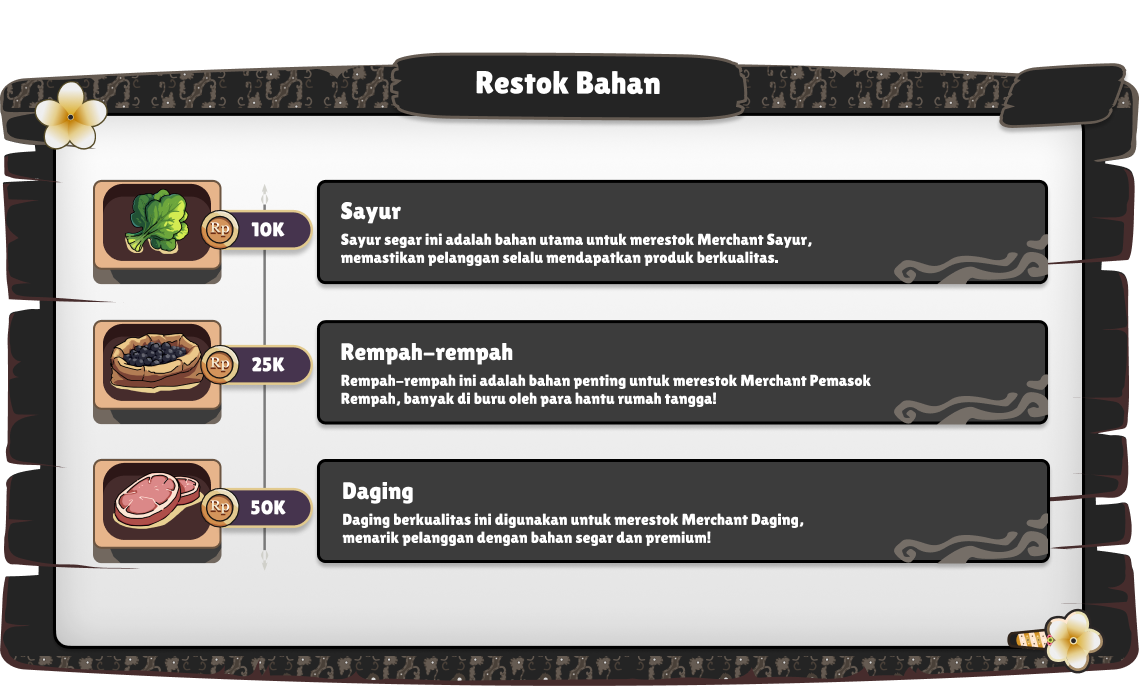 Restok Bahan
Rp 10K
Sayur
Sayur segar ini adalah bahan utama untuk merestok Merchant Sayur,
memastikan pelanggan selalu mendapatkan produk berkualitas.
Rp 25K
Rempah-rempah
Rempah-rempah ini adalah bahan penting untuk merestok Merchant Pemasok
Rempah, banyak di buru oleh para hantu rumah tangga!
Rp 50K
Daging
Daging berkualitas ini digunakan untuk merestok Merchant Daging,
menarik pelanggan dengan bahan segar dan premium!